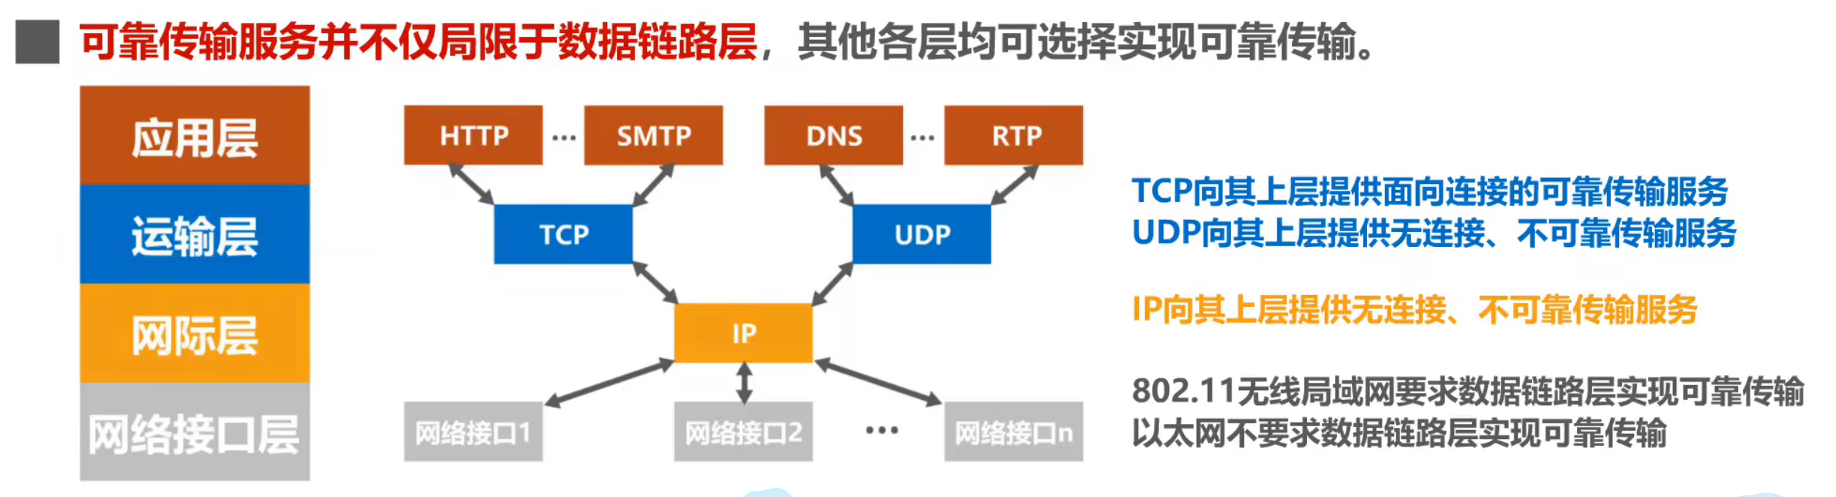 可靠传输服务并不仅局限于数据链路层，其他各层均可选择实现可靠传输。
应用层
HTTP ··· SMTP DNS ··· RTP
TCP向其上层提供面向连接的可靠传输服务
运输层
TCP UDP
UDP向其上层提供无连接、不可靠传输服务
网际层
IP
IP向其上层提供无连接、不可靠传输服务
802.11无线局域网要求数据链路层实现可靠传输
网络接口层
网络接口1 网络接口2 ··· 网络接口n
以太网不要求数据链路层实现可靠传输